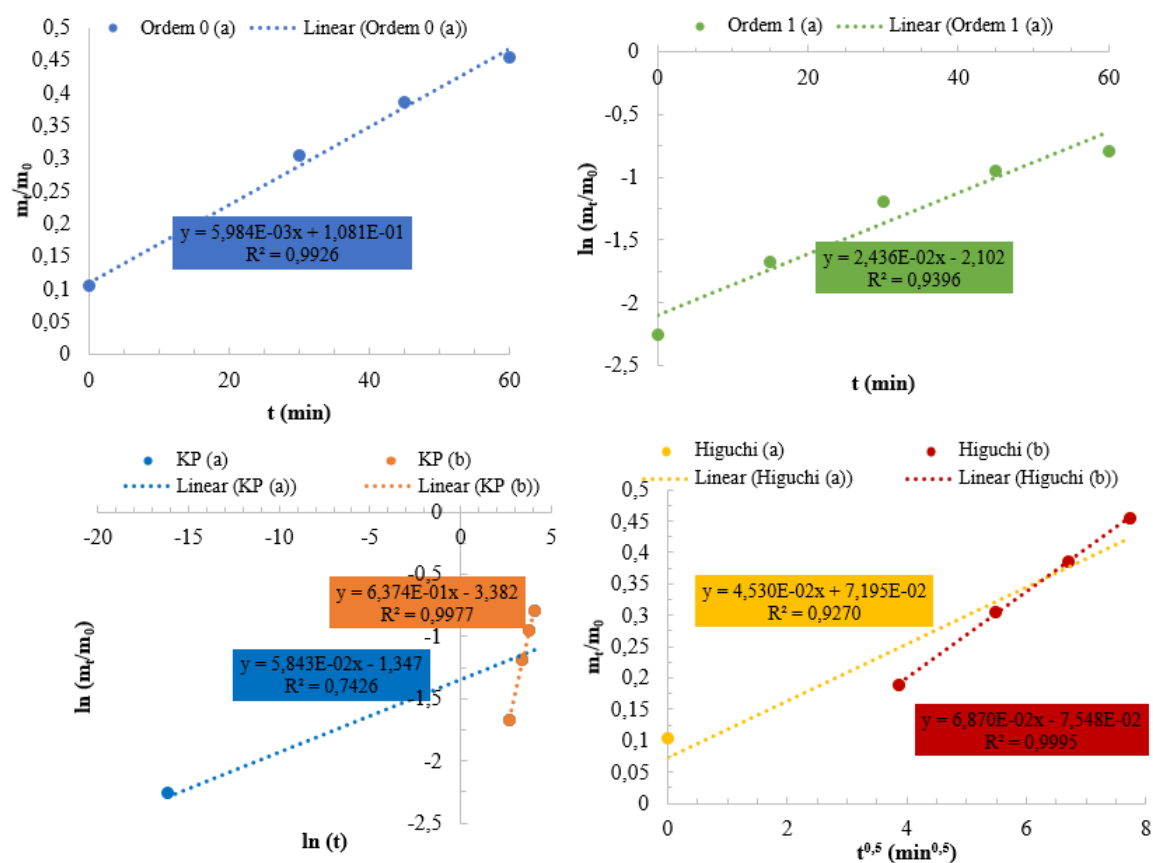 Ordem 0 (a) Linear (Ordem 0 (a))
0,5
0,45
0,4
0,35
0,3
0,25
0,2
0,15
0,1
0,05
0
mt/m0
y = 5,984E-03x + 1,081E-01
R² = 0,9926
0 20 40 60
t (min)
Ordem 1 (a) Linear (Ordem 1 (a))
0
0 20 40 60
-0,5
-1
-1,5
-2
-2,5
ln (mt/m0)
y = 2,436E-02x - 2,102
R² = 0,9396
t (min)
KP (a) KP (b)
Linear (KP (a)) Linear (KP (b))
0
-20 -15 -10 -5 0 5
-0,5
-1
-1,5
-2
-2,5
ln (mt/m0)
y = 6,374E-01x - 3,382
R² = 0,9977
y = 5,843E-02x - 1,347
R² = 0,7426
ln (t)
Higuchi (a) Higuchi (b)
Linear (Higuchi (a)) Linear (Higuchi (b))
0,5
0,45
0,4
0,35
0,3
0,25
0,2
0,15
0,1
0,05
0
mt/m0
y = 4,530E-02x + 7,195E-02
R² = 0,9270
y = 6,870E-02x - 7,548E-02
R² = 0,9995
0 2 4 6 8
t^0,5 (min^0,5)